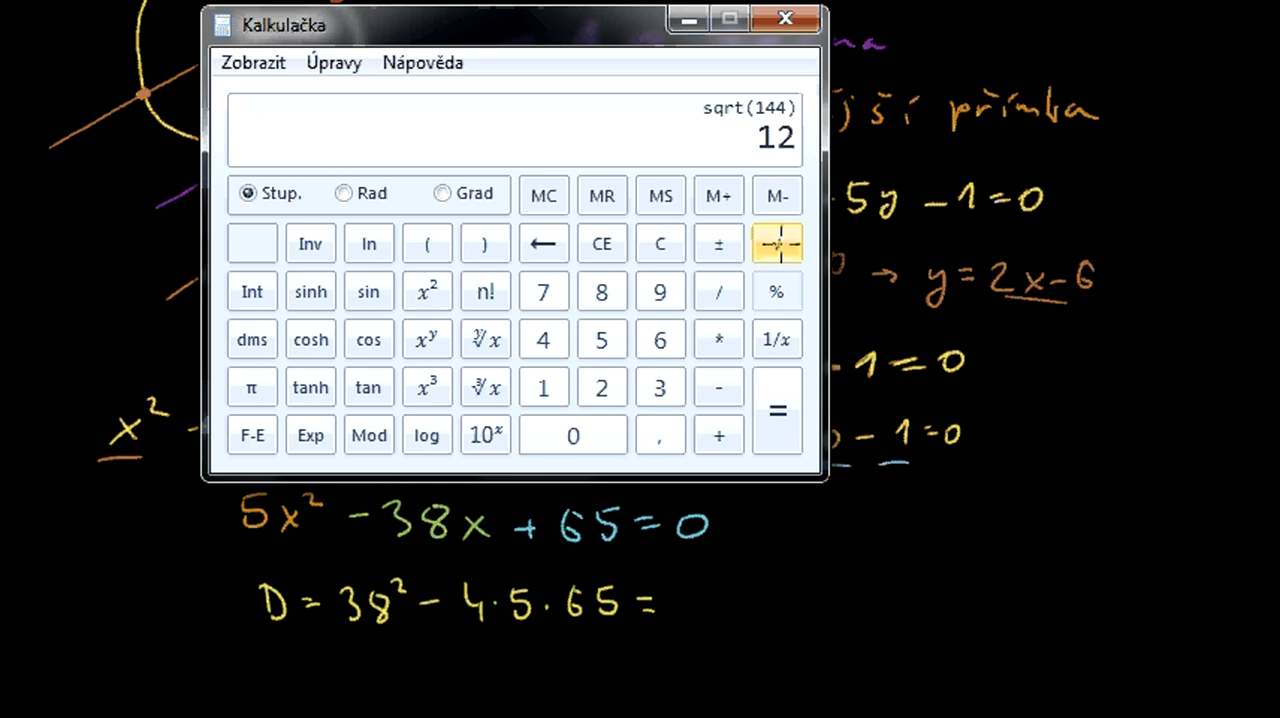 Kalkulačka
Zobrazit Úpravy Nápověda
sqrt(144)
12
Stup. Rad Grad MC MR MS M+ M-
Inv ln ( ) ← CE C ±
Int sinh sin x² n! 7 8 9 / %
dms cosh cos xʸ ʸ√x 4 5 6 * 1/x
π tanh tan x³ ³√x 1 2 3 - =
F-E Exp Mod log 10ˣ 0 , +
přímka
5y - 1 = 0
→ y = 2x - 6
- 1 = 0
x² - - 1 = 0
5x² - 38x + 65 = 0
D = 38² - 4·5·65 =